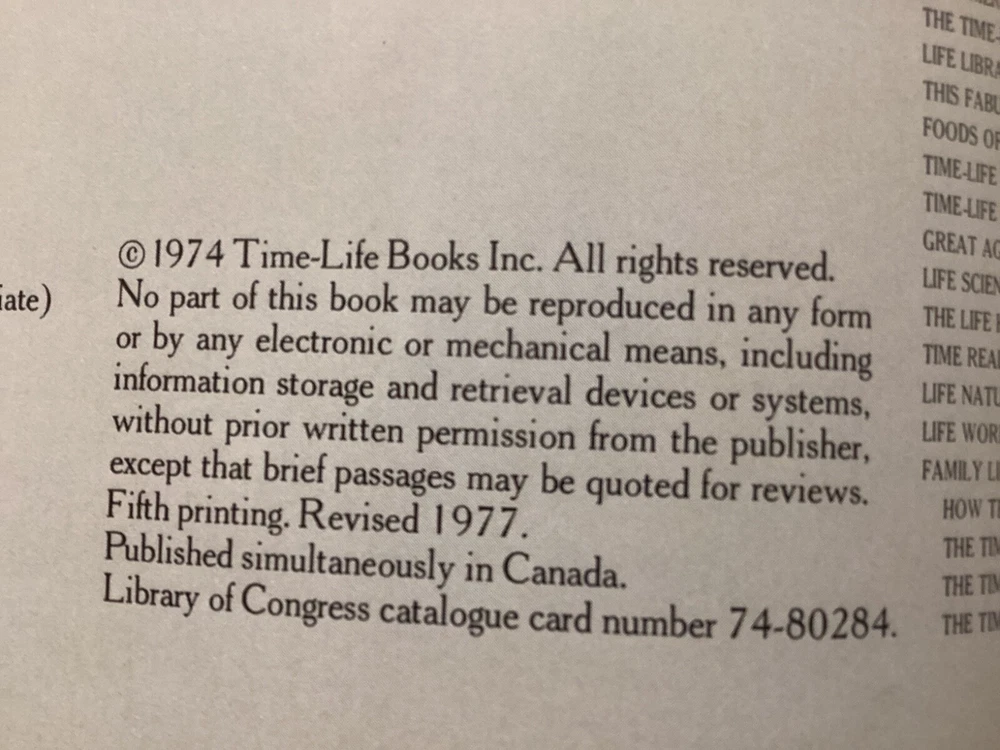 iate)
©1974 Time-Life Books Inc. All rights reserved.
No part of this book may be reproduced in any form
or by any electronic or mechanical means, including
information storage and retrieval devices or systems,
without prior written permission from the publisher,
except that brief passages may be quoted for reviews.
Fifth printing. Revised 1977.
Published simultaneously in Canada.
Library of Congress catalogue card number 74-80284.
THE TIME-
LIFE LIBRA
THIS FABU
FOODS OF
TIME-LIFE
TIME-LIFE
GREAT AG
LIFE SCIEN
THE LIFE
TIME REA
LIFE NATU
LIFE WOR
FAMILY LI
HOW TH
THE TIM
THE TIM
THE TIM